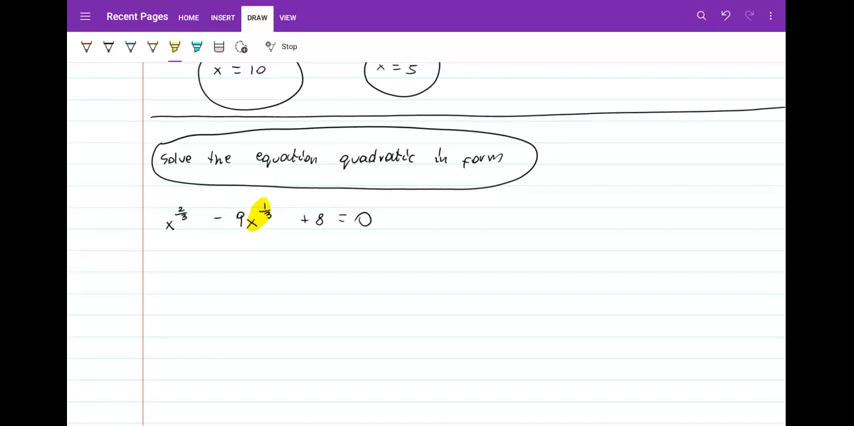 Recent Pages HOME INSERT DRAW VIEW
Stop
x = 10 x = 5
Solve the equation quadratic in form
x^{2/3} - 9x^{1/3} + 8 = 0